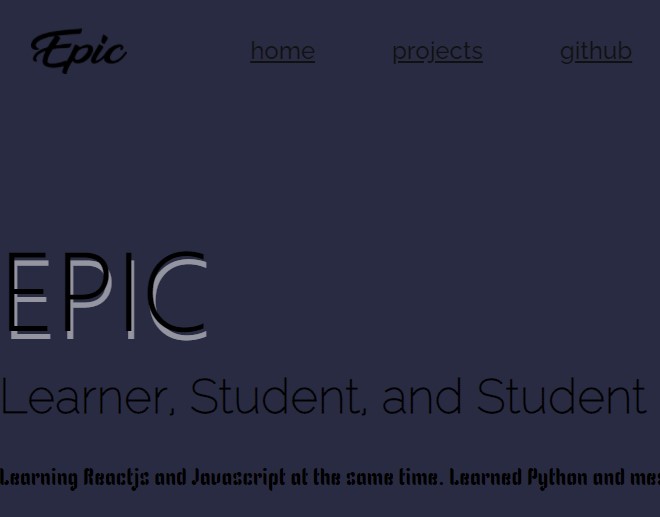 Epic
home projects github
EPIC
Learner, Student, and Student
Learning Reactjs and Javascript at the same time. Learned Python and